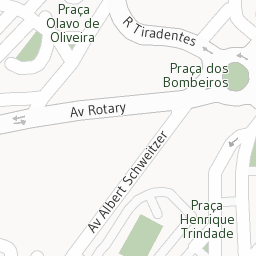 Praça
Olavo de
Oliveira
R Tiradentes
Praça dos
Bombeiros
Av Rotary
Av Albert Schweitzer
Praça
Henrique
Trindade